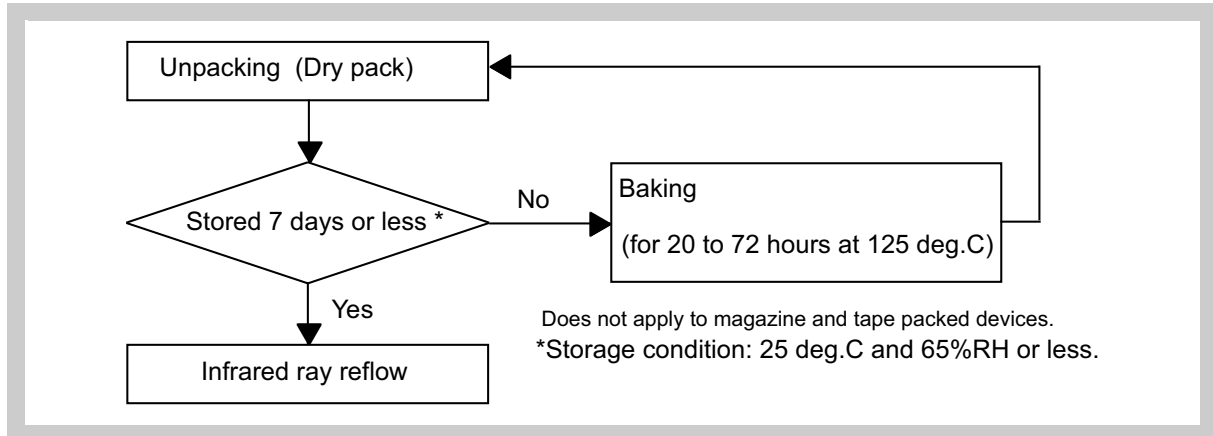 Unpacking (Dry pack)
Stored 7 days or less *
No
Baking
(for 20 to 72 hours at 125 deg.C)
Yes
Does not apply to magazine and tape packed devices.
*Storage condition: 25 deg.C and 65%RH or less.
Infrared ray reflow